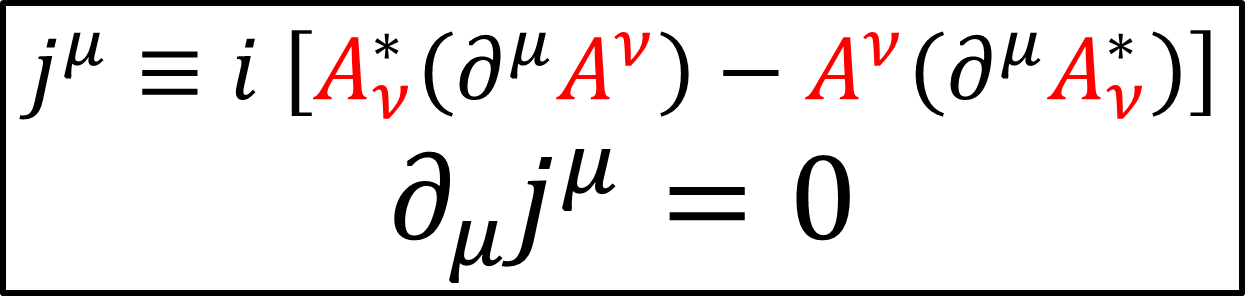 j^μ ≡ i [A_ν^*(∂^μ A^ν) − A^ν(∂^μ A_ν^*)]
∂_μ j^μ = 0